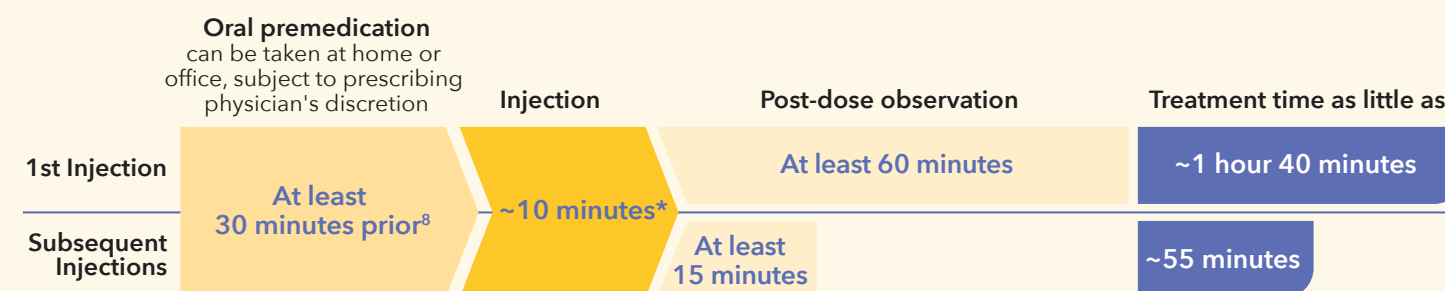 Oral premedication
can be taken at home or
office, subject to prescribing
physician's discretion
Injection
Post-dose observation
Treatment time as little as
1st Injection
At least
30 minutes prior8
~10 minutes*
At least 60 minutes
~1 hour 40 minutes
Subsequent
Injections
At least
15 minutes
~55 minutes